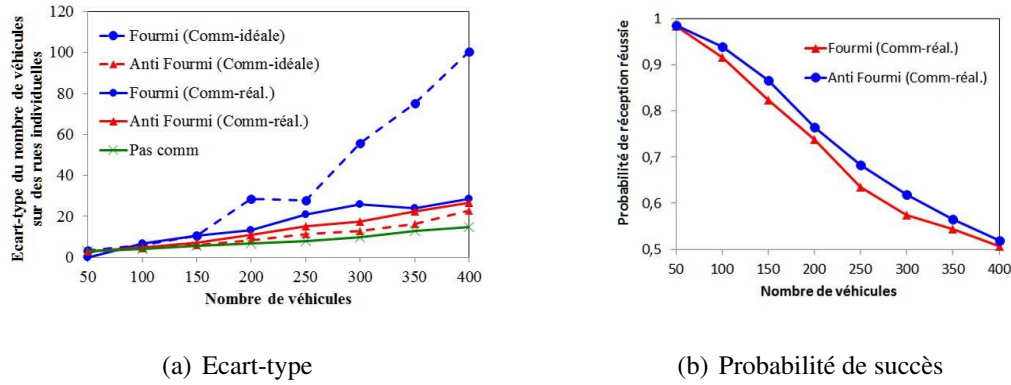 Ecart-type du nombre de véhicules
sur des rues individuelles
120
100
80
60
40
20
0
Fourmi (Comm-idéale)
Anti Fourmi (Comm-idéale)
Fourmi (Comm-réal.)
Anti Fourmi (Comm-réal.)
Pas comm
50 100 150 200 250 300 350 400
Nombre de véhicules
(a) Ecart-type
Probabilité de réception réussie
1
0,9
0,8
0,7
0,6
0,5
Fourmi (Comm-réal.)
Anti Fourmi (Comm-réal.)
50 100 150 200 250 300 350 400
Nombre de véhicules
(b) Probabilité de succès